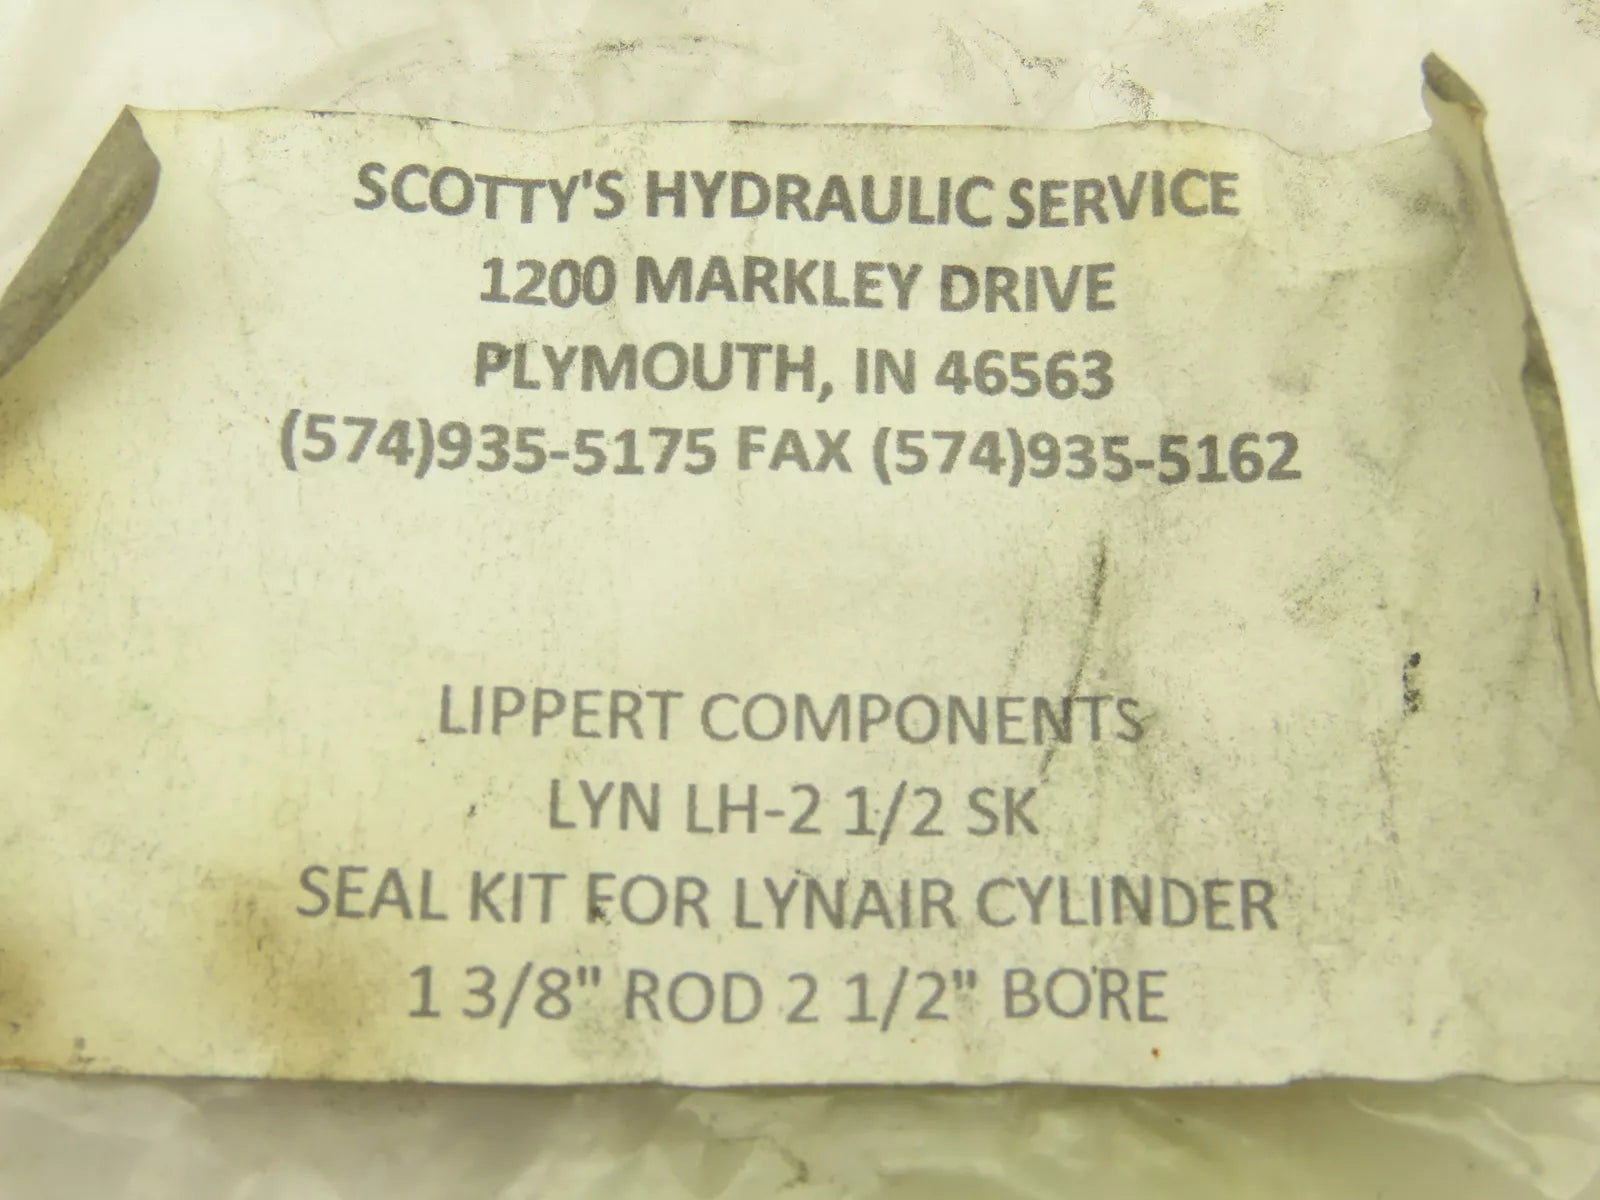 SCOTTY'S HYDRAULIC SERVICE
1200 MARKLEY DRIVE
PLYMOUTH, IN 46563
(574)935-5175 FAX (574)935-5162
LIPPERT COMPONENTS
LYN LH-2 1/2 SK
SEAL KIT FOR LYNAIR CYLINDER
1 3/8" ROD 2 1/2" BORE